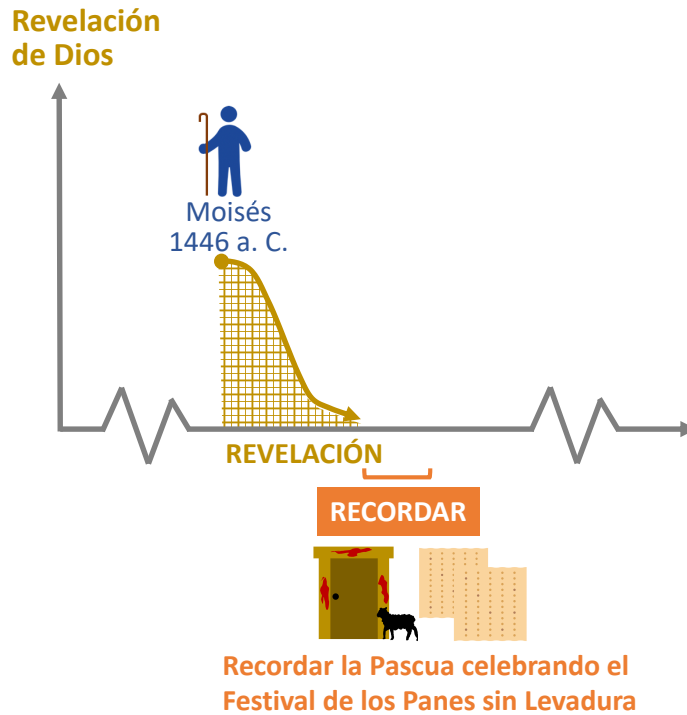 Revelación
de Dios
Moisés
1446 a. C.
REVELACIÓN
RECORDAR
Recordar la Pascua celebrando el
Festival de los Panes sin Levadura